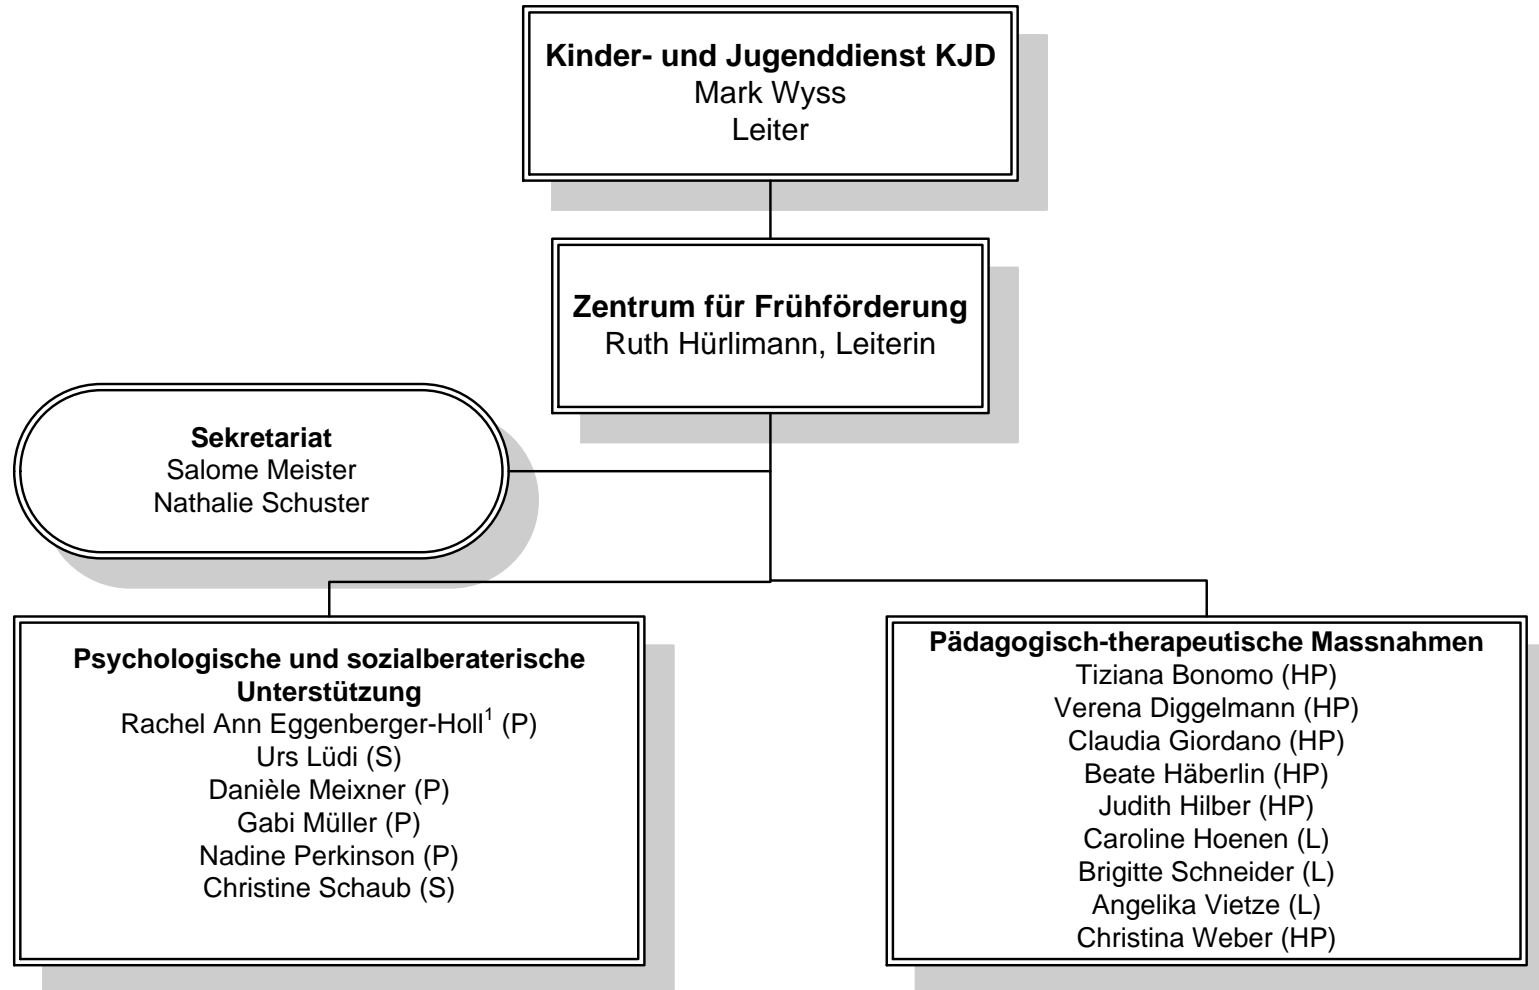 Kinder- und Jugenddienst KJD
Mark Wyss
Leiter
Zentrum für Frühförderung
Ruth Hürlimann, Leiterin
Sekretariat
Salome Meister
Nathalie Schuster
Psychologische und sozialberaterische
Unterstützung
Rachel Ann Eggenberger-Holl¹ (P)
Urs Lüdi (S)
Danièle Meixner (P)
Gabi Müller (P)
Nadine Perkinson (P)
Christine Schaub (S)
Pädagogisch-therapeutische Massnahmen
Tiziana Bonomo (HP)
Verena Diggelmann (HP)
Claudia Giordano (HP)
Beate Häberlin (HP)
Judith Hilber (HP)
Caroline Hoenen (L)
Brigitte Schneider (L)
Angelika Vietze (L)
Christina Weber (HP)